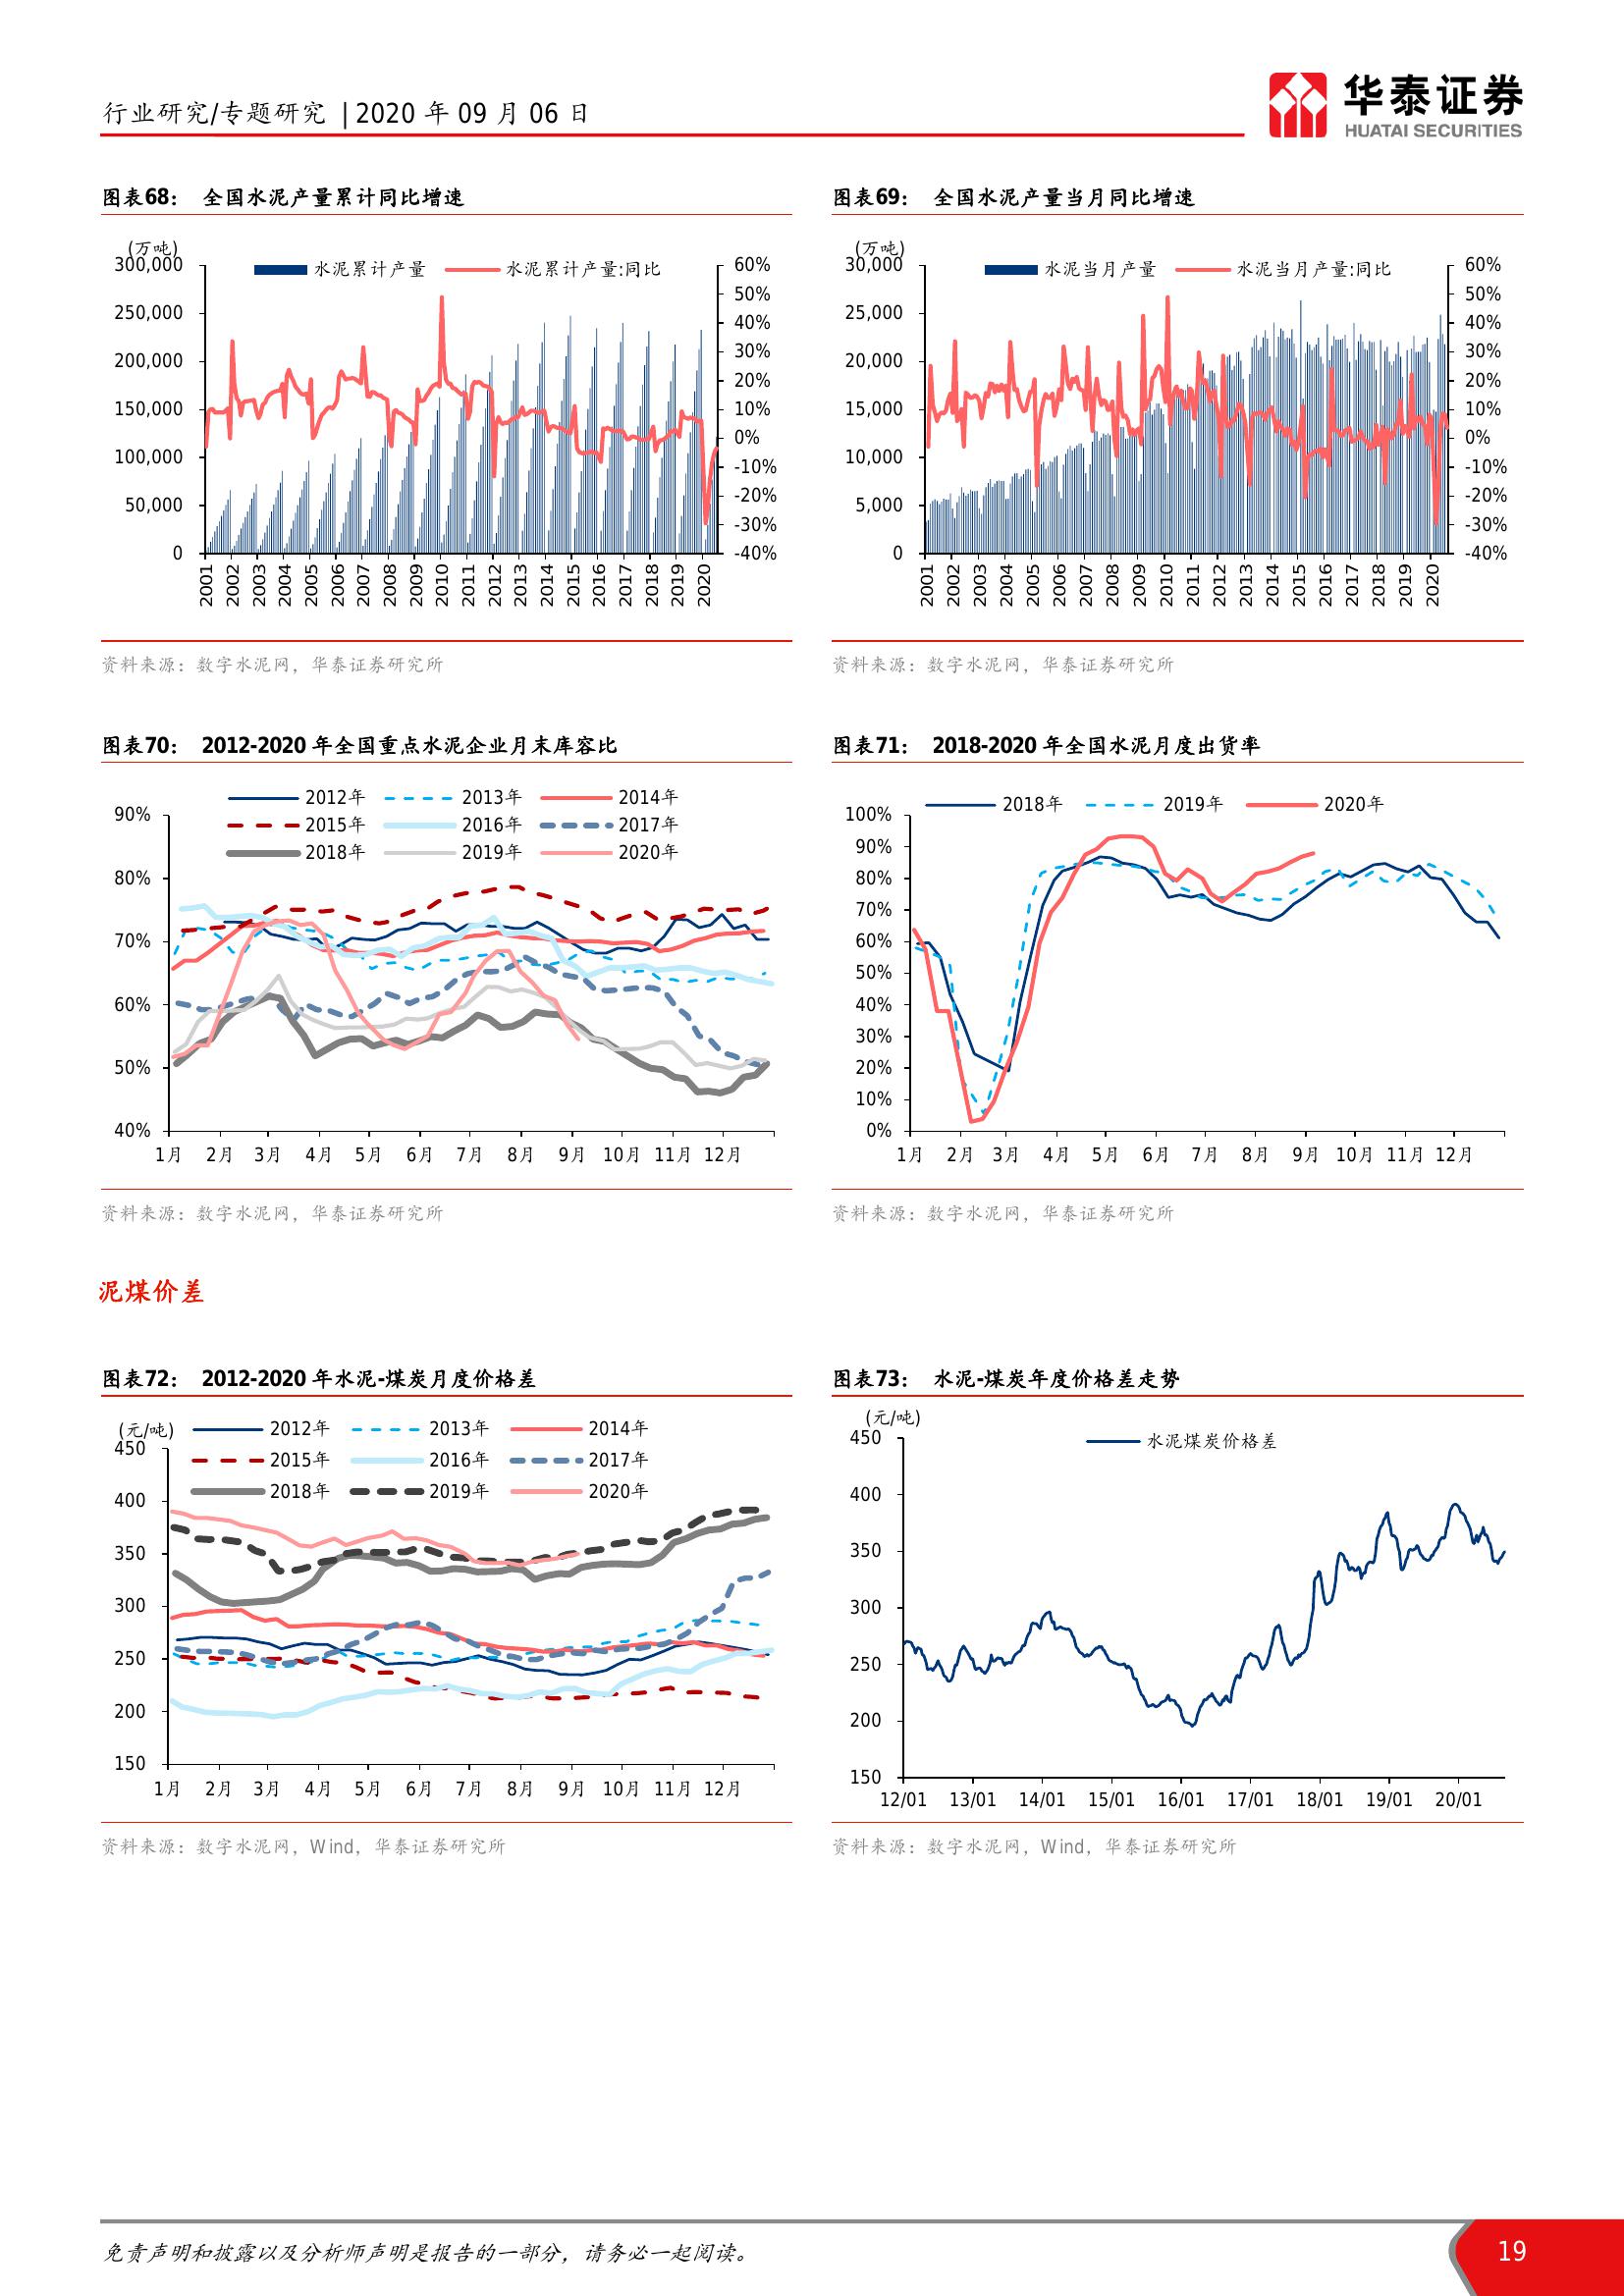 行业研究/专题研究 | 2020 年 09 月 06 日
华泰证券
HUATAI SECURITIES
图表68： 全国水泥产量累计同比增速
(万吨)
水泥累计产量 水泥累计产量:同比
300,000
250,000
200,000
150,000
100,000
50,000
0
60%
50%
40%
30%
20%
10%
0%
-10%
-20%
-30%
-40%
2001 2002 2003 2004 2005 2006 2007 2008 2009 2010 2011 2012 2013 2014 2015 2016 2017 2018 2019 2020
资料来源：数字水泥网，华泰证券研究所
图表69： 全国水泥产量当月同比增速
(万吨)
水泥当月产量 水泥当月产量:同比
30,000
25,000
20,000
15,000
10,000
5,000
0
60%
50%
40%
30%
20%
10%
0%
-10%
-20%
-30%
-40%
2001 2002 2003 2004 2005 2006 2007 2008 2009 2010 2011 2012 2013 2014 2015 2016 2017 2018 2019 2020
资料来源：数字水泥网，华泰证券研究所
图表70： 2012-2020 年全国重点水泥企业月末库容比
2012年 2013年 2014年
2015年 2016年 2017年
2018年 2019年 2020年
90%
80%
70%
60%
50%
40%
1月 2月 3月 4月 5月 6月 7月 8月 9月 10月 11月 12月
资料来源：数字水泥网，华泰证券研究所
图表71： 2018-2020 年全国水泥月度出货率
2018年 2019年 2020年
100%
90%
80%
70%
60%
50%
40%
30%
20%
10%
0%
1月 2月 3月 4月 5月 6月 7月 8月 9月 10月 11月 12月
资料来源：数字水泥网，华泰证券研究所
泥煤价差
图表72： 2012-2020 年水泥-煤炭月度价格差
(元/吨)
2012年 2013年 2014年
2015年 2016年 2017年
2018年 2019年 2020年
450
400
350
300
250
200
150
1月 2月 3月 4月 5月 6月 7月 8月 9月 10月 11月 12月
资料来源：数字水泥网，Wind，华泰证券研究所
图表73： 水泥-煤炭年度价格差走势
(元/吨)
水泥煤炭价格差
450
400
350
300
250
200
150
12/01 13/01 14/01 15/01 16/01 17/01 18/01 19/01 20/01
资料来源：数字水泥网，Wind，华泰证券研究所
免责声明和披露以及分析师声明是报告的一部分，请务必一起阅读。
19